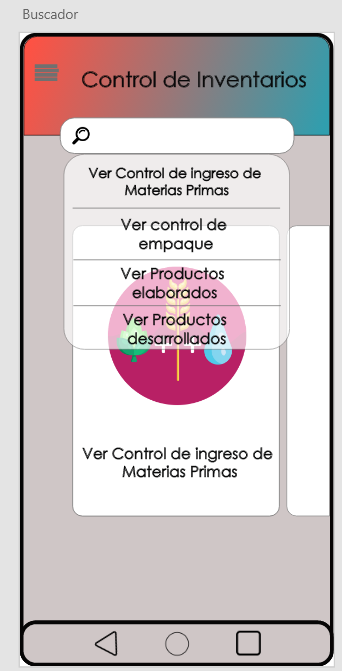 Buscador
Control de Inventarios
Ver Control de ingreso de
Materias Primas
Ver control de
empaque
Ver Productos
elaborados
Ver Productos
desarrollados
Ver Control de ingreso de
Materias Primas